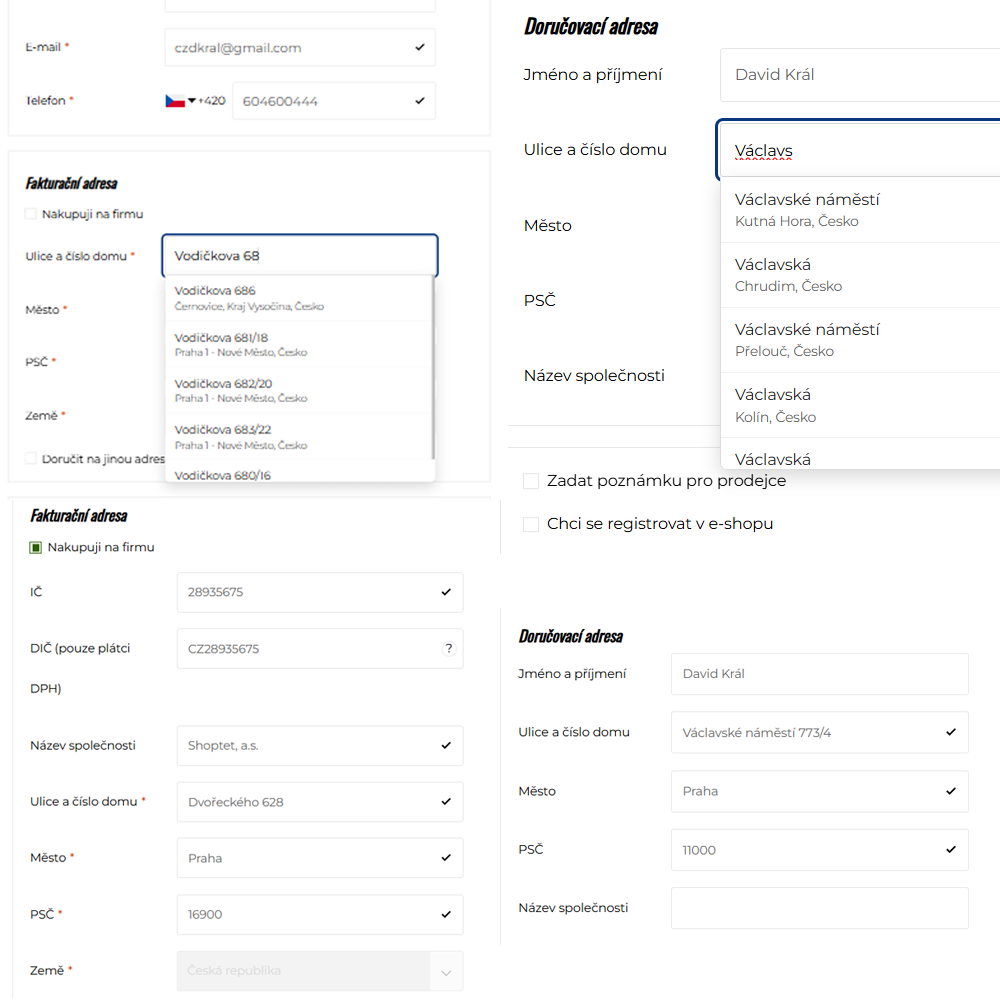 E-mail *
czdkral@gmail.com
Telefon *
+420
604600444
Fakturační adresa
Nakupuji na firmu
Ulice a číslo domu *
Vodičkova 68
Vodičkova 686
Černovice, Kraj Vysočina, Česko
Vodičkova 681/18
Praha 1 - Nové Město, Česko
Vodičkova 682/20
Praha 1 - Nové Město, Česko
Vodičkova 683/22
Praha 1 - Nové Město, Česko
Vodičkova 680/16
Město *
PSČ *
Země *
Doručit na jinou adres
Doručovací adresa
Jméno a příjmení
David Král
Ulice a číslo domu
Václavs
Václavské náměstí
Kutná Hora, Česko
Václavská
Chrudim, Česko
Václavské náměstí
Přelouč, Česko
Václavská
Kolín, Česko
Václavská
Město
PSČ
Název společnosti
Zadat poznámku pro prodejce
Chci se registrovat v e-shopu
Fakturační adresa
Nakupuji na firmu
IČ
28935675
DIČ (pouze plátci
DPH)
CZ28935675
?
Název společnosti
Shoptet, a.s.
Ulice a číslo domu *
Dvořeckého 628
Město *
Praha
PSČ *
16900
Země *
Česká republika
Doručovací adresa
Jméno a příjmení
David Král
Ulice a číslo domu
Václavské náměstí 773/4
Město
Praha
PSČ
11000
Název společnosti